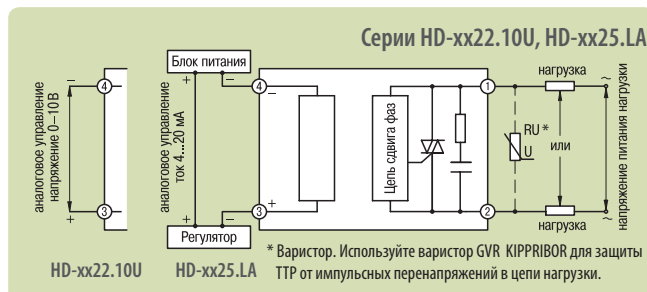 Серии HD-xx22.10U, HD-xx25.LA
Блок питания
нагрузка
аналоговое управление
напряжение 0–10В
аналоговое управление
ток 4...20 мА
− 4
+ 3
+ −
4 −
3 +
+ −
Регулятор
Цепь сдвига фаз
1
2
RU *
U
или
~
~
напряжение питания нагрузки
нагрузка
HD-xx22.10U
HD-xx25.LA
* Варистор. Используйте варистор GVR KIPPRIBOR для защиты
ТТР от импульсных перенапряжений в цепи нагрузки.